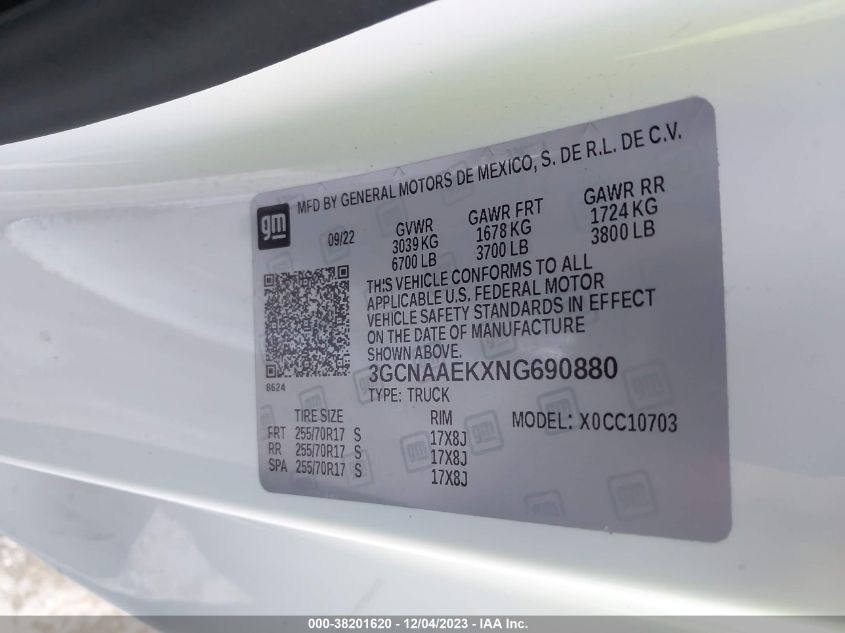 gm
MFD BY GENERAL MOTORS DE MEXICO, S. DE R.L. DE C.V.
09/22
GVWR GAWR FRT GAWR RR
3039 KG 1678 KG 1724 KG
6700 LB 3700 LB 3800 LB
THIS VEHICLE CONFORMS TO ALL
APPLICABLE U.S. FEDERAL MOTOR
VEHICLE SAFETY STANDARDS IN EFFECT
ON THE DATE OF MANUFACTURE
SHOWN ABOVE.
8624
3GCNAAEKXNG690880
TYPE: TRUCK
TIRE SIZE RIM MODEL: X0CC10703
FRT 255/70R17 S 17X8J
RR 255/70R17 S 17X8J
SPA 255/70R17 S 17X8J
000-38201620 - 12/04/2023 - IAA Inc.